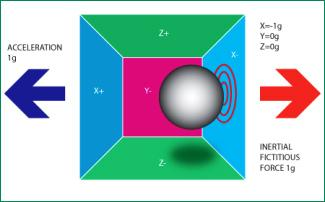 ACCELERATION
1g
Z+
X+
Y-
X-
Z-
X=-1g
Y=0g
Z=0g
INERTIAL
FICTITIOUS
FORCE 1g